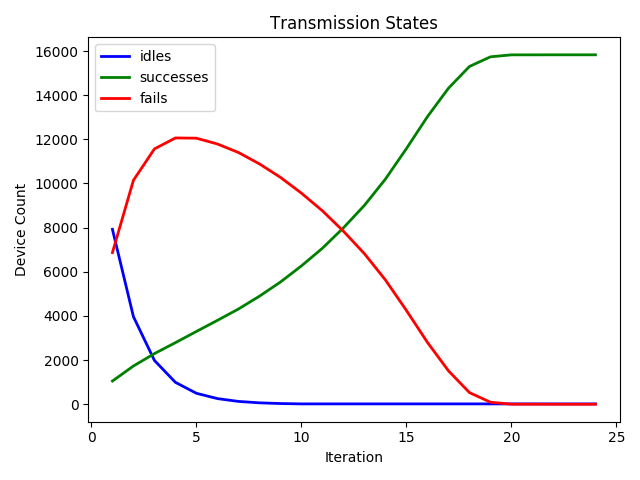 Transmission States
idles
successes
fails
Device Count
16000
14000
12000
10000
8000
6000
4000
2000
0
0 5 10 15 20 25
Iteration